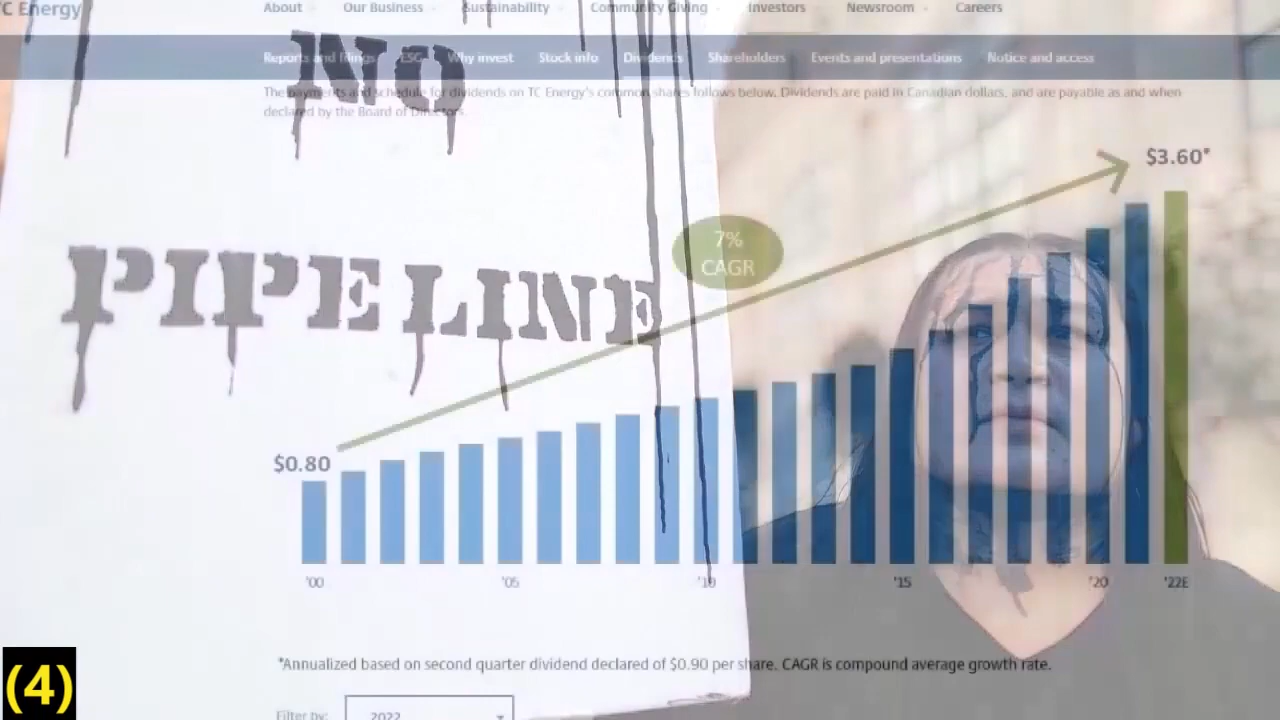 TC Energy
About Our Business Sustainability Community Giving Investors Newsroom Careers
Reports and filings ESG Why invest Stock info Dividends Shareholders Events and presentations Notice and access
The payments and schedule for dividends on TC Energy's common shares follows below. Dividends are paid in Canadian dollars, and are payable as and when
declared by the Board of Directors.
NO
PIPELINE
$3.60*
7%
CAGR
$0.80
'00 '05 '10 '15 '20 '22E
*Annualized based on second quarter dividend declared of $0.90 per share. CAGR is compound average growth rate.
Filter by: 2022
(4)